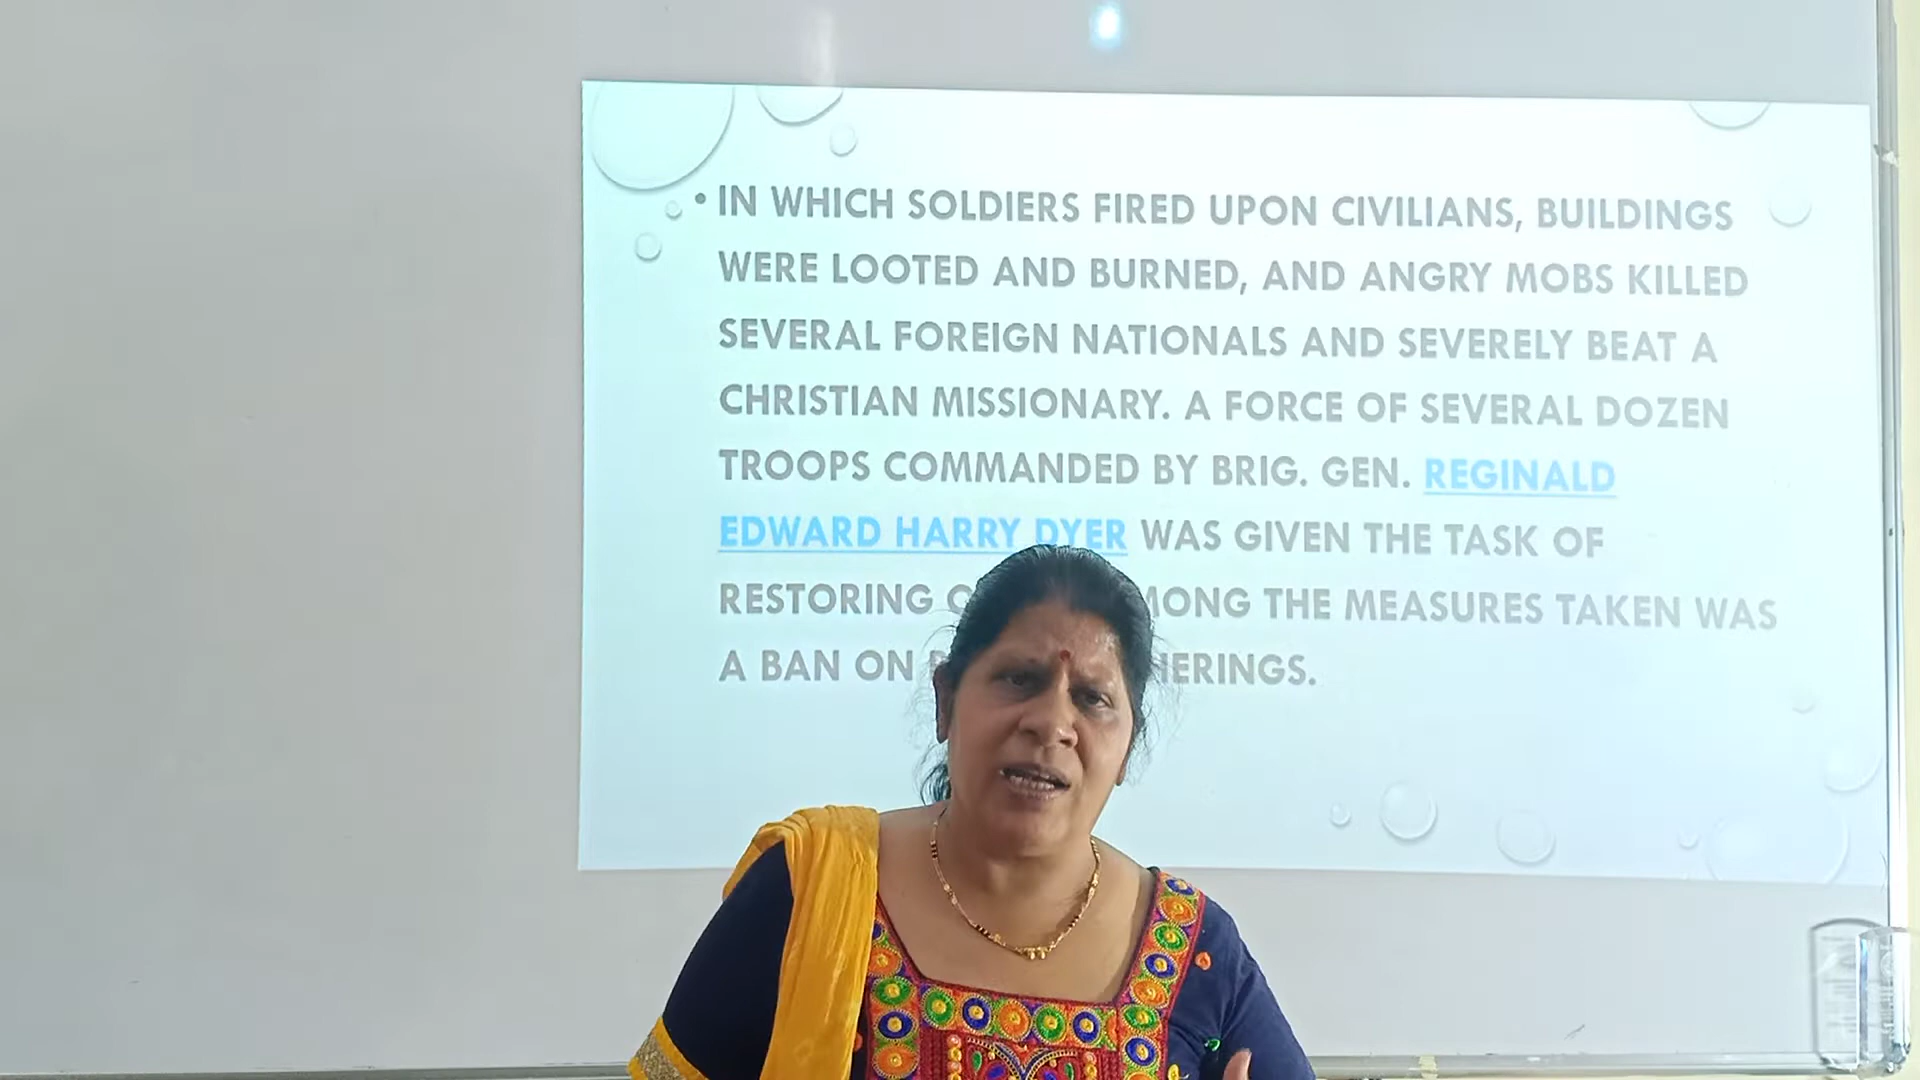 • IN WHICH SOLDIERS FIRED UPON CIVILIANS, BUILDINGS
WERE LOOTED AND BURNED, AND ANGRY MOBS KILLED
SEVERAL FOREIGN NATIONALS AND SEVERELY BEAT A
CHRISTIAN MISSIONARY. A FORCE OF SEVERAL DOZEN
TROOPS COMMANDED BY BRIG. GEN. REGINALD
EDWARD HARRY DYER WAS GIVEN THE TASK OF
RESTORING THE MEASURES TAKEN WAS
A BAN ON